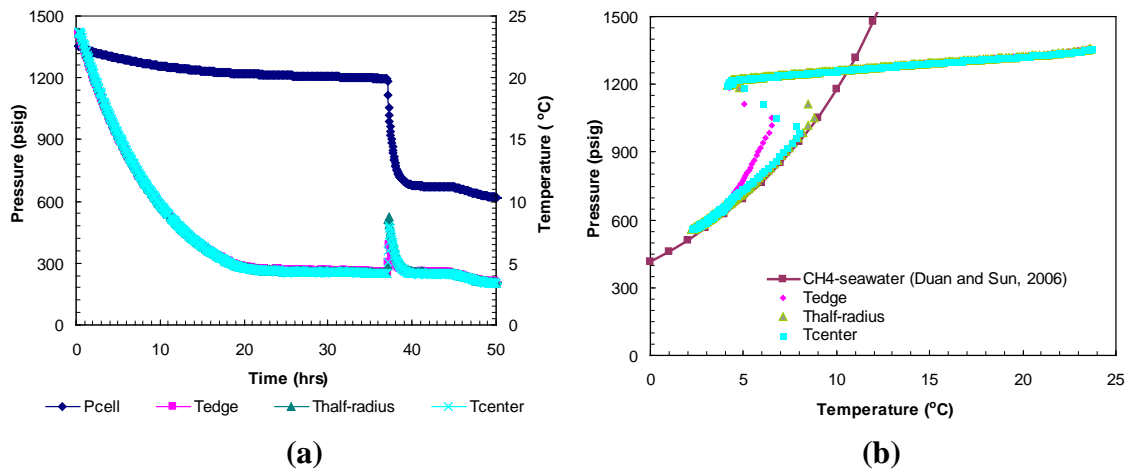 1500
1200
900
600
300
0
Pressure (psig)
25
20
15
10
5
0
Temperature (°C)
0 10 20 30 40 50
Time (hrs)
Pcell Tedge Thalf-radius Tcenter
(a)
1500
1200
900
600
300
0
Pressure (psig)
CH4-seawater (Duan and Sun, 2006)
Tedge
Thalf-radius
Tcenter
0 5 10 15 20 25
Temperature (°C)
(b)